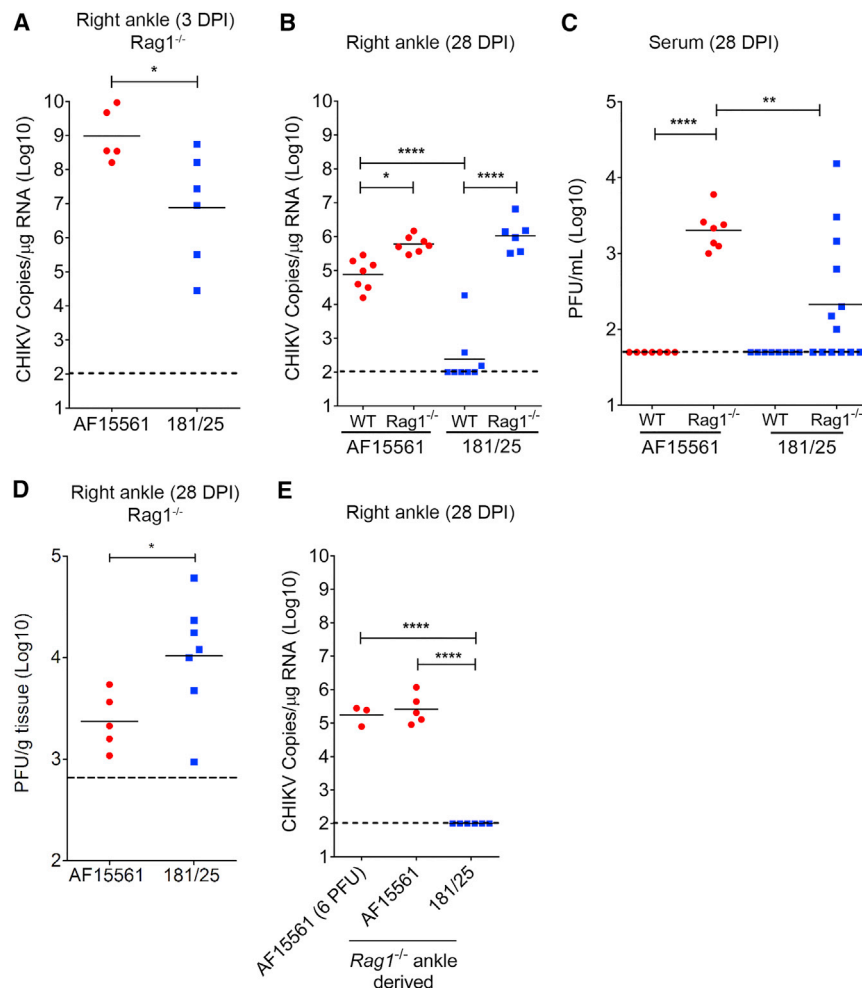 A
Right ankle (3 DPI)
Rag1-/-
*
CHIKV Copies/µg RNA (Log10)
10
9
8
7
6
5
4
3
2
1
AF15561
181/25
B
Right ankle (28 DPI)
****
*
****
CHIKV Copies/µg RNA (Log10)
10
9
8
7
6
5
4
3
2
1
WT Rag1-/- WT Rag1-/-
AF15561 181/25
C
Serum (28 DPI)
**
****
PFU/mL (Log10)
5
4
3
2
1
WT Rag1-/- WT Rag1-/-
AF15561 181/25
D
Right ankle (28 DPI)
Rag1-/-
*
PFU/g tissue (Log10)
5
4
3
2
AF15561 181/25
E
Right ankle (28 DPI)
****
****
CHIKV Copies/µg RNA (Log10)
10
9
8
7
6
5
4
3
2
1
AF15561 (6 PFU)
AF15561
181/25
Rag1-/- ankle
derived